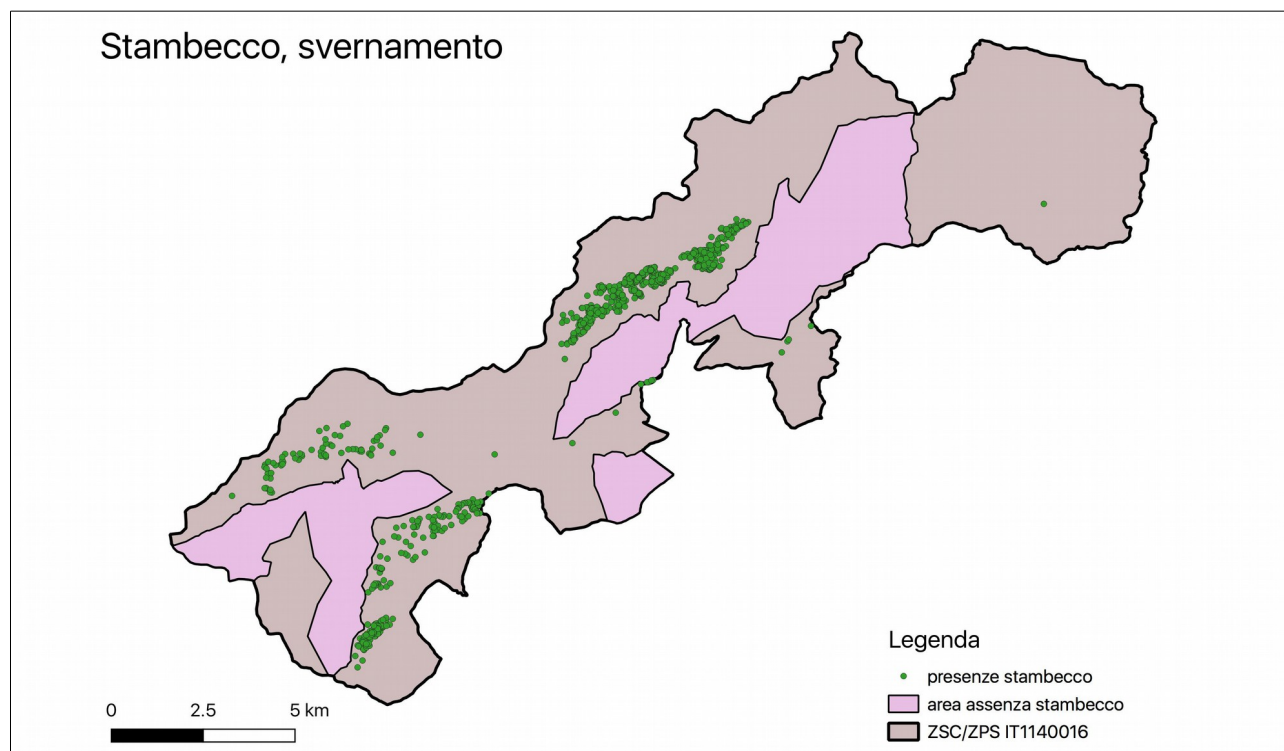 Stambecco, svernamento
Legenda
presenze stambecco
area assenza stambecco
ZSC/ZPS IT1140016
0 2.5 5 km